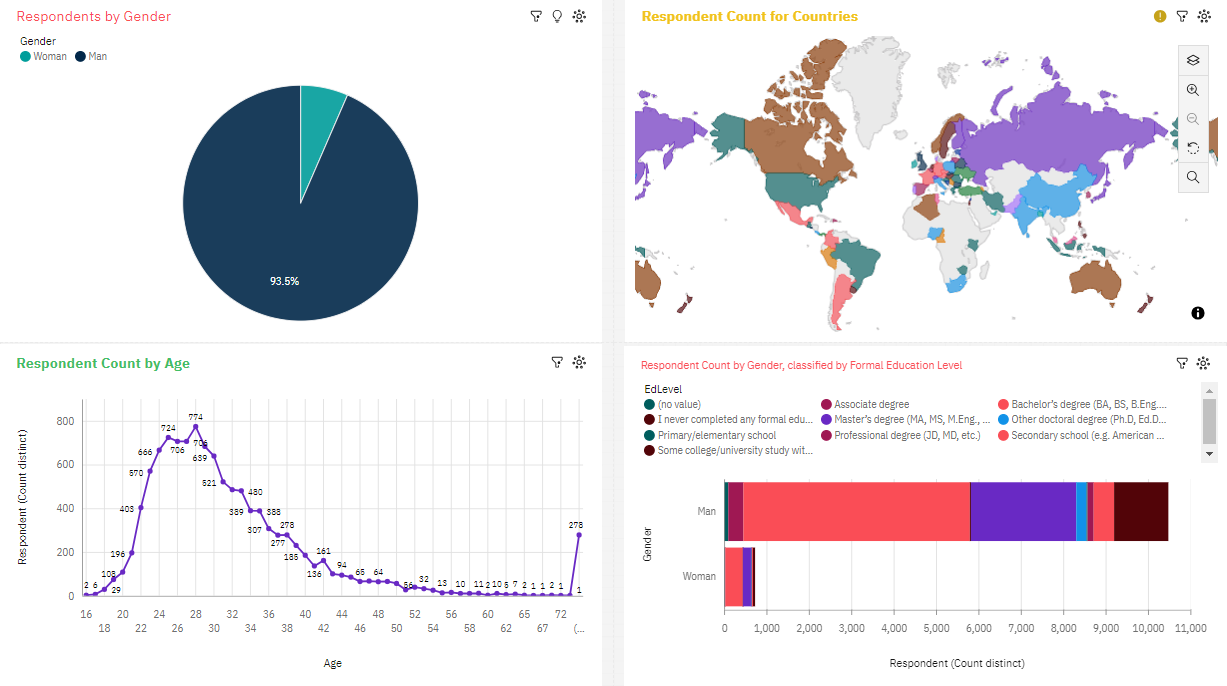 Respondents by Gender
Gender
Woman Man
93.5%
Respondent Count for Countries
Respondent Count by Age
Respondent (Count distinct)
800
600
400
200
0
2 6 108 29 196 403 570 666 724 706 774 706 639 521 389 480 307 388 277 278 185 136 161 94 65 64 56 32 13 10 11 2 10 5 7 2 1 1 2 1 278 1
16 20 24 28 32 36 40 44 48 52 56 60 65 72
18 22 26 30 34 38 42 46 50 54 58 62 67 (...
Age
Respondent Count by Gender, classified by Formal Education Level
EdLevel
(no value) Associate degree Bachelor's degree (BA, BS, B.Eng....
I never completed any formal edu... Master's degree (MA, MS, M.Eng., ... Other doctoral degree (Ph.D, Ed.D...
Primary/elementary school Professional degree (JD, MD, etc.) Secondary school (e.g. American ...
Some college/university study wit...
Gender
Man
Woman
0 1,000 2,000 3,000 4,000 5,000 6,000 7,000 8,000 9,000 10,000 11,000
Respondent (Count distinct)